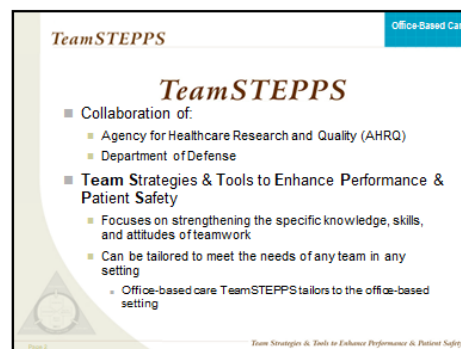 Office-Based Car
TeamSTEPPS
TeamSTEPPS
Collaboration of:
Agency for Healthcare Research and Quality (AHRQ)
Department of Defense
Team Strategies & Tools to Enhance Performance &
Patient Safety
Focuses on strengthening the specific knowledge, skills,
and attitudes of teamwork
Can be tailored to meet the needs of any team in any
setting
Office-based care TeamSTEPPS tailors to the office-based
setting
Team Strategies & Tools to Enhance Performance & Patient Safety